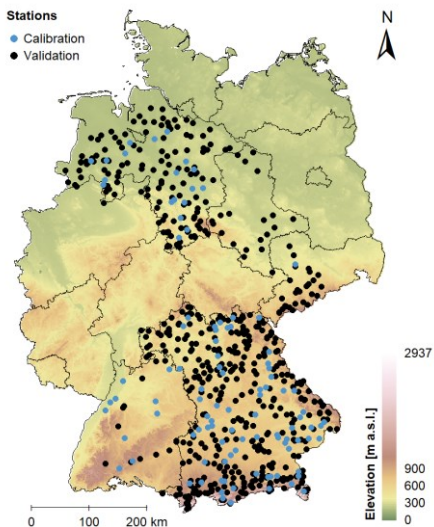 Stations
Calibration
Validation
N
2937
900
600
300
0
Elevation [m a.s.l.]
0 100 200 km